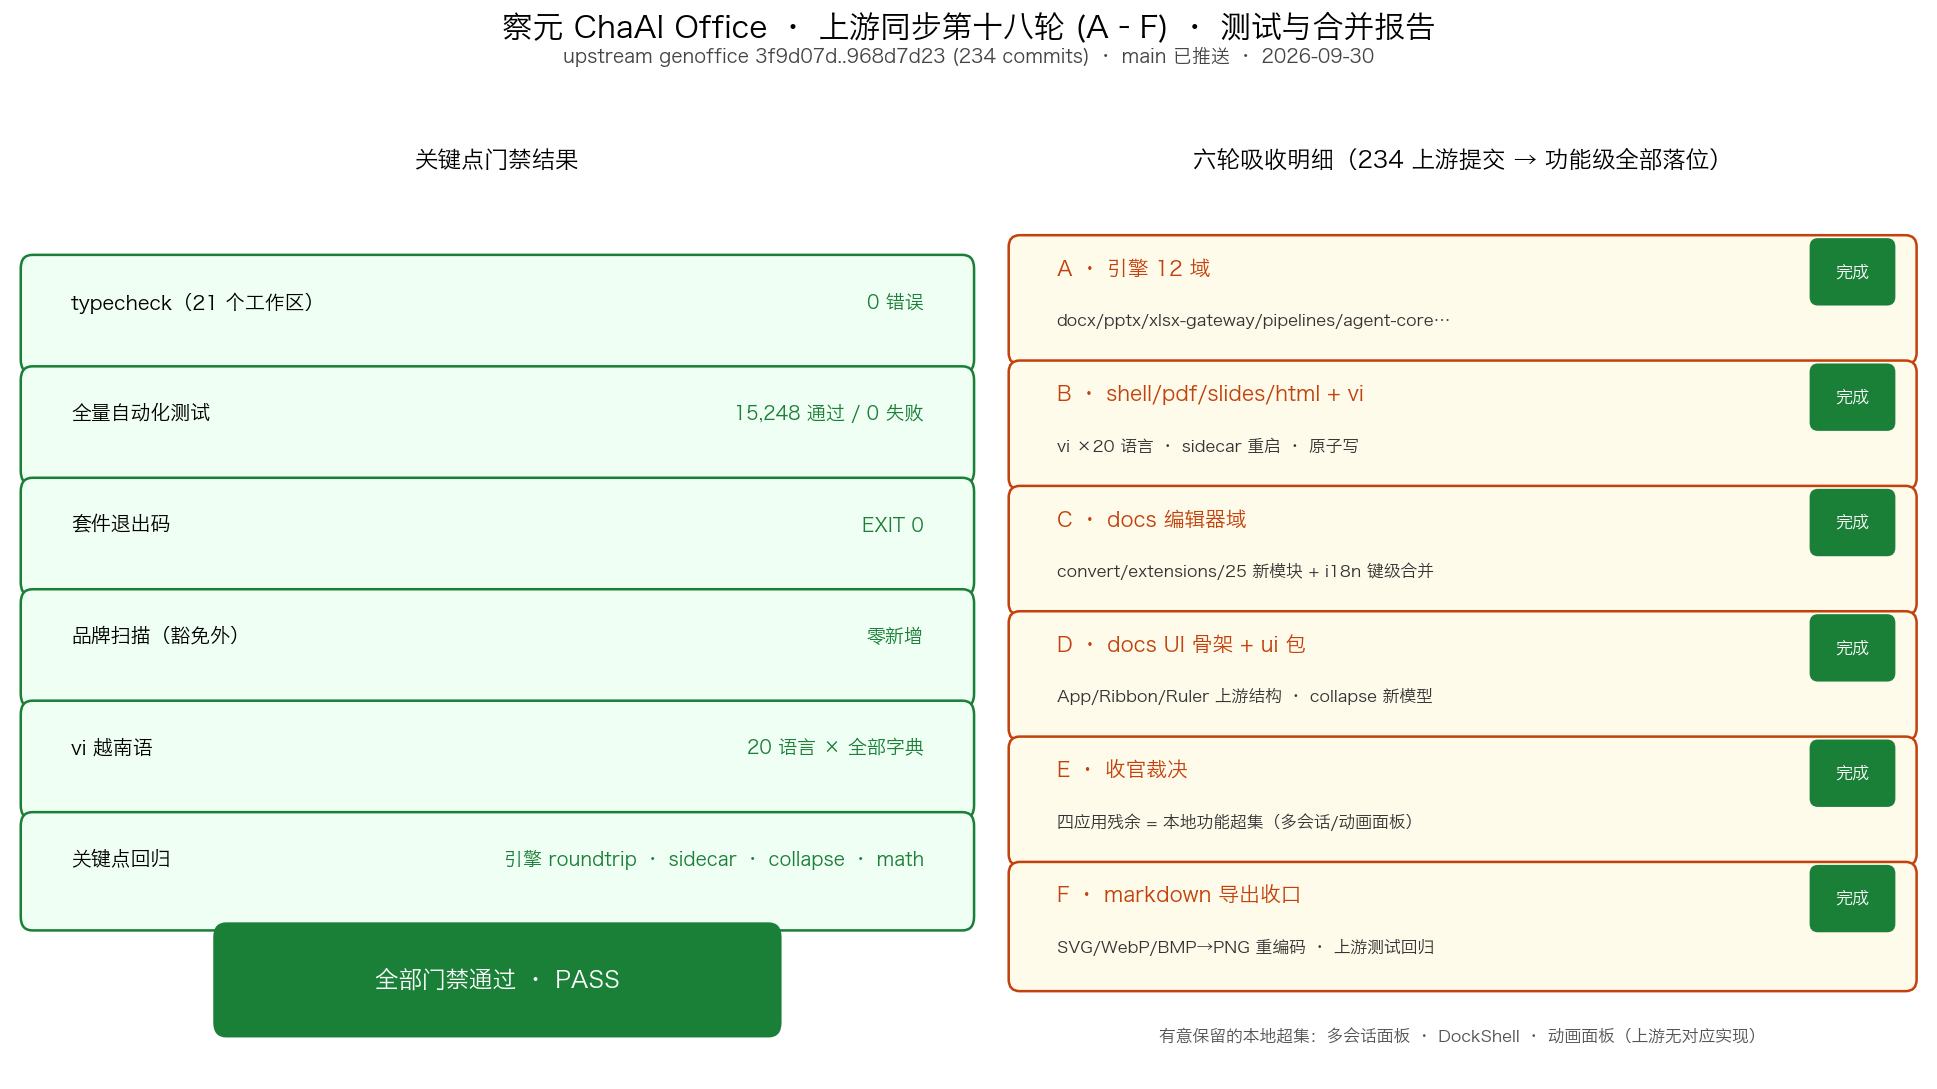 察元 ChaAI Office · 上游同步第十八轮 (A - F) · 测试与合并报告
upstream genoffice 3f9d07d..968d7d23 (234 commits) · main 已推送 · 2026-09-30
关键点门禁结果
typecheck（21 个工作区） 0 错误
全量自动化测试 15,248 通过 / 0 失败
套件退出码 EXIT 0
品牌扫描（豁免外） 零新增
vi 越南语 20 语言 × 全部字典
关键点回归 引擎 roundtrip · sidecar · collapse · math
全部门禁通过 · PASS
六轮吸收明细（234 上游提交 → 功能级全部落位）
A · 引擎 12 域 完成
docx/pptx/xlsx-gateway/pipelines/agent-core…
B · shell/pdf/slides/html + vi 完成
vi ×20 语言 · sidecar 重启 · 原子写
C · docs 编辑器域 完成
convert/extensions/25 新模块 + i18n 键级合并
D · docs UI 骨架 + ui 包 完成
App/Ribbon/Ruler 上游结构 · collapse 新模型
E · 收官裁决 完成
四应用残余 = 本地功能超集（多会话/动画面板）
F · markdown 导出收口 完成
SVG/WebP/BMP→PNG 重编码 · 上游测试回归
有意保留的本地超集：多会话面板 · DockShell · 动画面板（上游无对应实现）